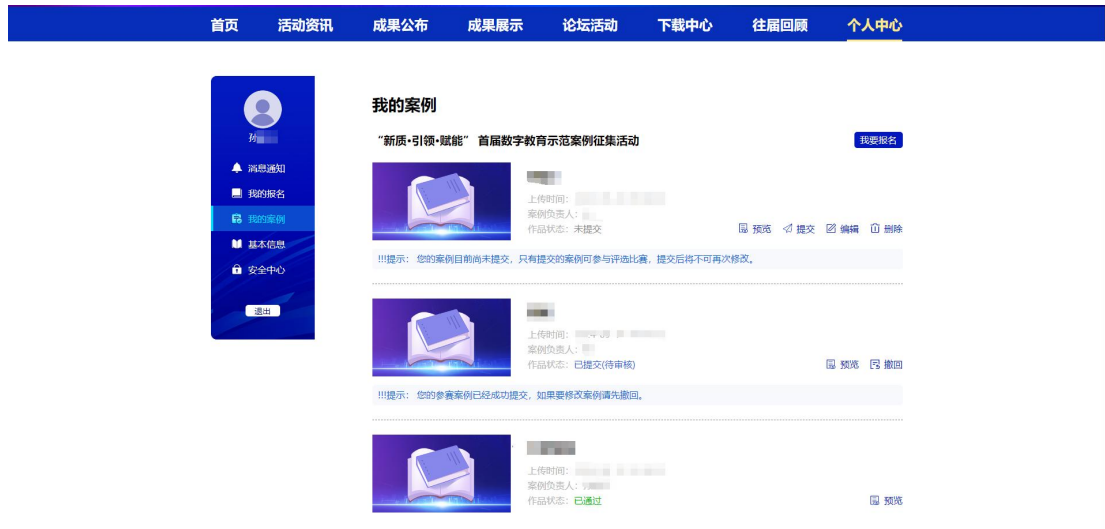 首页 活动资讯 成果公布 成果展示 论坛活动 下载中心 往届回顾 个人中心
孙
消息通知
我的报名
我的案例
基本信息
安全中心
退出
我的案例
“新质•引领•赋能” 首届数字教育示范案例征集活动 我要报名
上传时间：
案例负责人：
作品状态：未提交 预览 提交 编辑 删除
!!!提示： 您的案例目前尚未提交，只有提交的案例可参与评选比赛，提交后将不可再次修改。
上传时间：
案例负责人：
作品状态：已提交(待审核) 预览 撤回
!!!提示： 您的参赛案例已经成功提交，如果要修改案例请先撤回。
上传时间：
案例负责人：
作品状态：已通过 预览